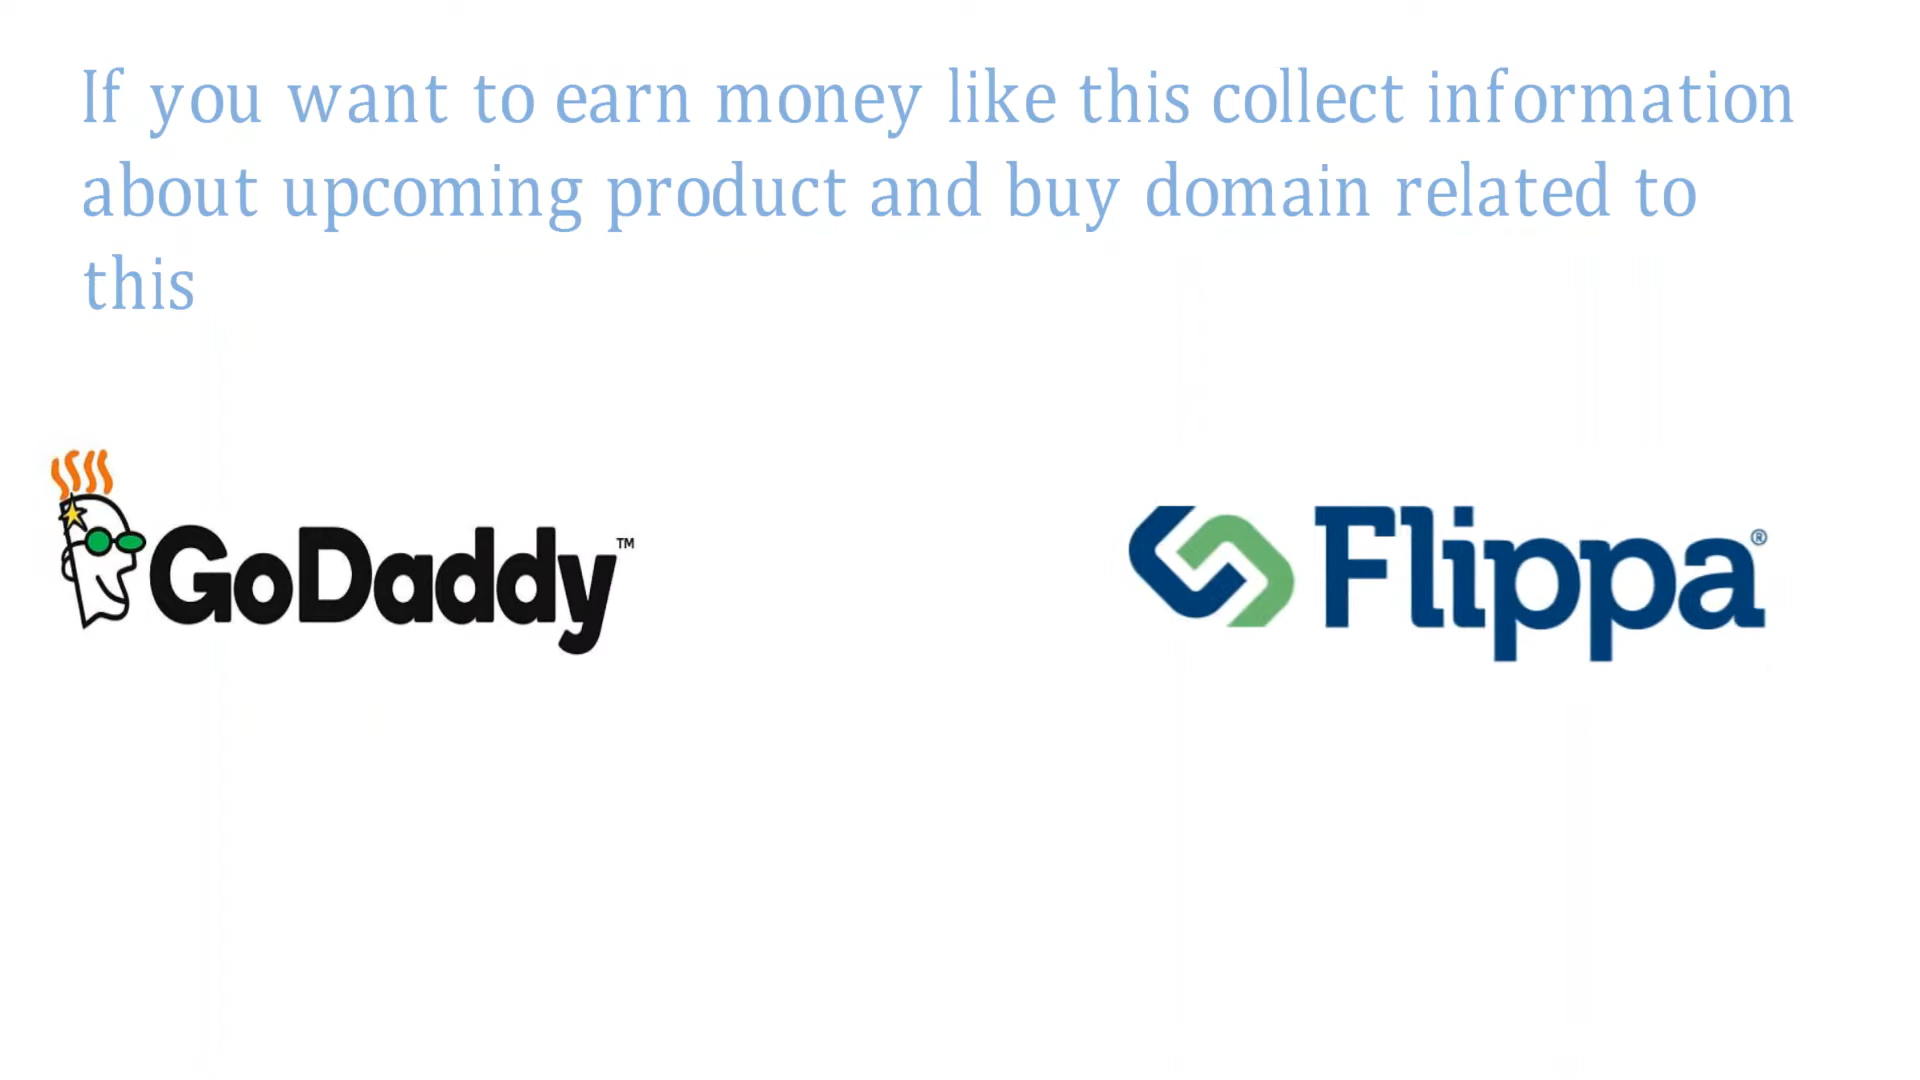 If you want to earn money like this collect information
about upcoming product and buy domain related to
this
GoDaddy™
Flippa®